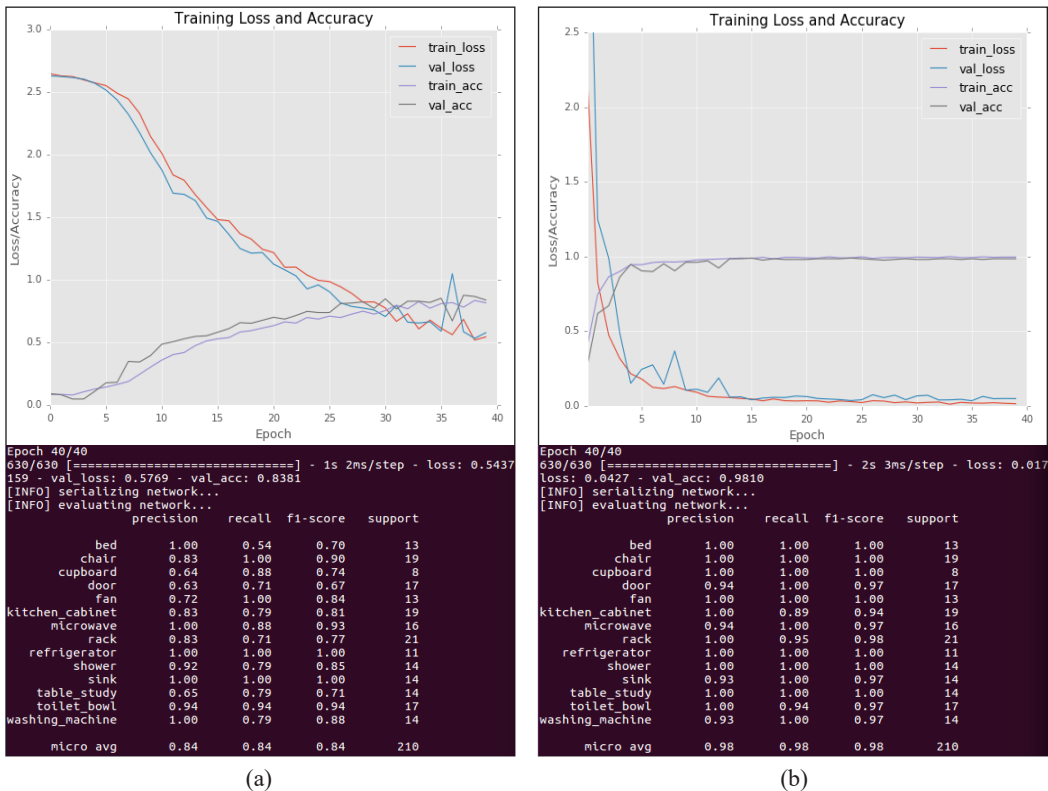 Training Loss and Accuracy
3.0
2.5
2.0
1.5
1.0
0.5
0.0
0 5 10 15 20 25 30 35 40
Loss/Accuracy
Epoch
train_loss
val_loss
train_acc
val_acc
Epoch 40/40
630/630 [==============================] - 1s 2ms/step - loss: 0.5437
159 - val_loss: 0.5769 - val_acc: 0.8381
[INFO] serializing network...
[INFO] evaluating network...
precision recall f1-score support
bed 1.00 0.54 0.70 13
chair 0.83 1.00 0.90 19
cupboard 0.64 0.88 0.74 8
door 0.63 0.71 0.67 17
fan 0.72 1.00 0.84 13
kitchen_cabinet 0.83 0.79 0.81 19
microwave 1.00 0.88 0.93 16
rack 0.83 0.71 0.77 21
refrigerator 1.00 1.00 1.00 11
shower 0.92 0.79 0.85 14
sink 1.00 1.00 1.00 14
table_study 0.65 0.79 0.71 14
toilet_bowl 0.94 0.94 0.94 17
washing_machine 1.00 0.79 0.88 14
micro avg 0.84 0.84 0.84 210
(a)
Training Loss and Accuracy
2.5
2.0
1.5
1.0
0.5
0.0
5 10 15 20 25 30 35 40
Loss/Accuracy
Epoch
train_loss
val_loss
train_acc
val_acc
Epoch 40/40
630/630 [==============================] - 2s 3ms/step - loss: 0.017
loss: 0.0427 - val_acc: 0.9810
[INFO] serializing network...
[INFO] evaluating network...
precision recall f1-score support
bed 1.00 1.00 1.00 13
chair 1.00 1.00 1.00 19
cupboard 1.00 1.00 1.00 8
door 0.94 1.00 0.97 17
fan 1.00 1.00 1.00 13
kitchen_cabinet 1.00 0.89 0.94 19
microwave 0.94 1.00 0.97 16
rack 1.00 0.95 0.98 21
refrigerator 1.00 1.00 1.00 11
shower 1.00 1.00 1.00 14
sink 0.93 1.00 0.97 14
table_study 1.00 1.00 1.00 14
toilet_bowl 1.00 0.94 0.97 17
washing_machine 0.93 1.00 0.97 14
micro avg 0.98 0.98 0.98 210
(b)